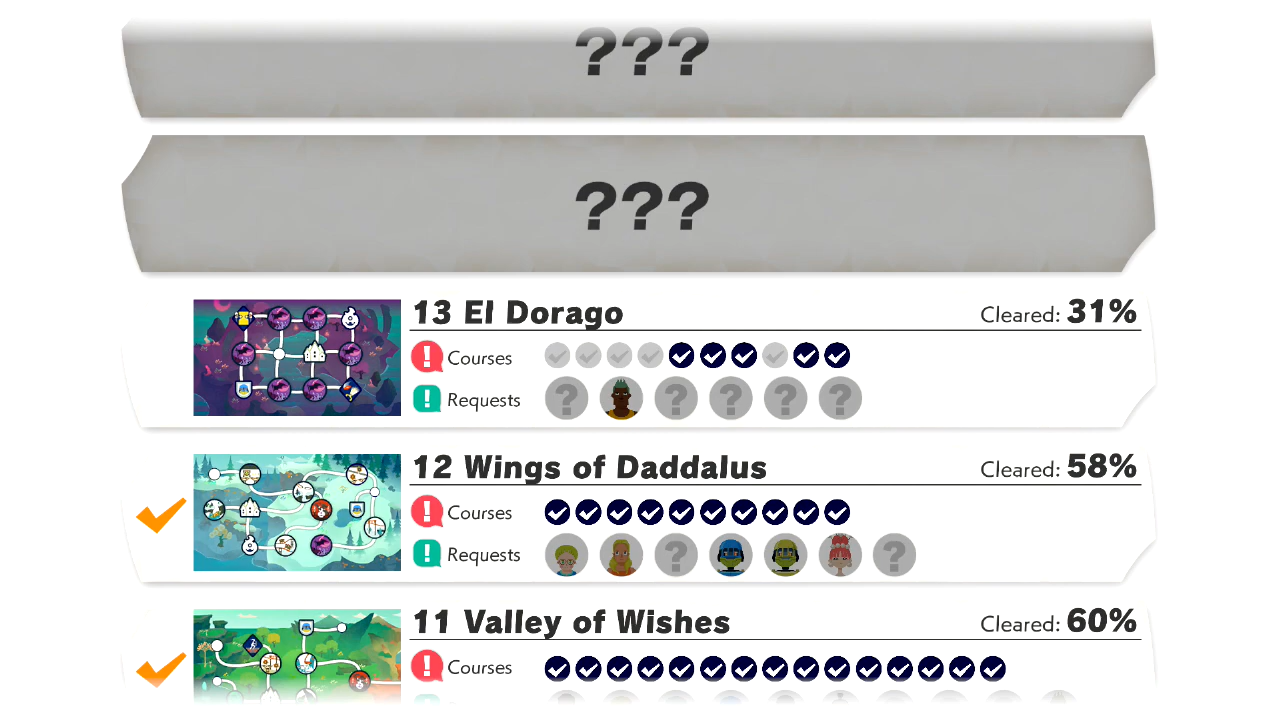 ???
???
13 El Dorago
Cleared: 31%
! Courses
! Requests ? ? ? ? ?
12 Wings of Daddalus
Cleared: 58%
! Courses
! Requests ? ?
11 Valley of Wishes
Cleared: 60%
! Courses